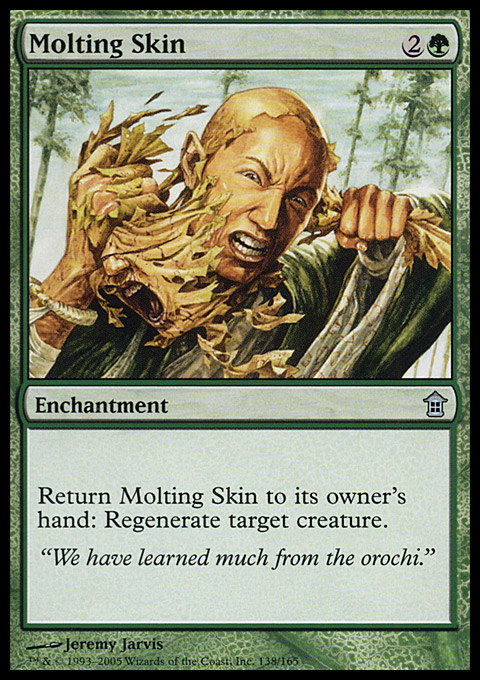 Molting Skin 2
Enchantment
Return Molting Skin to its owner's
hand: Regenerate target creature.
"We have learned much from the orochi."
Jeremy Jarvis
™ & © 1993–2005 Wizards of the Coast, Inc. 138/165